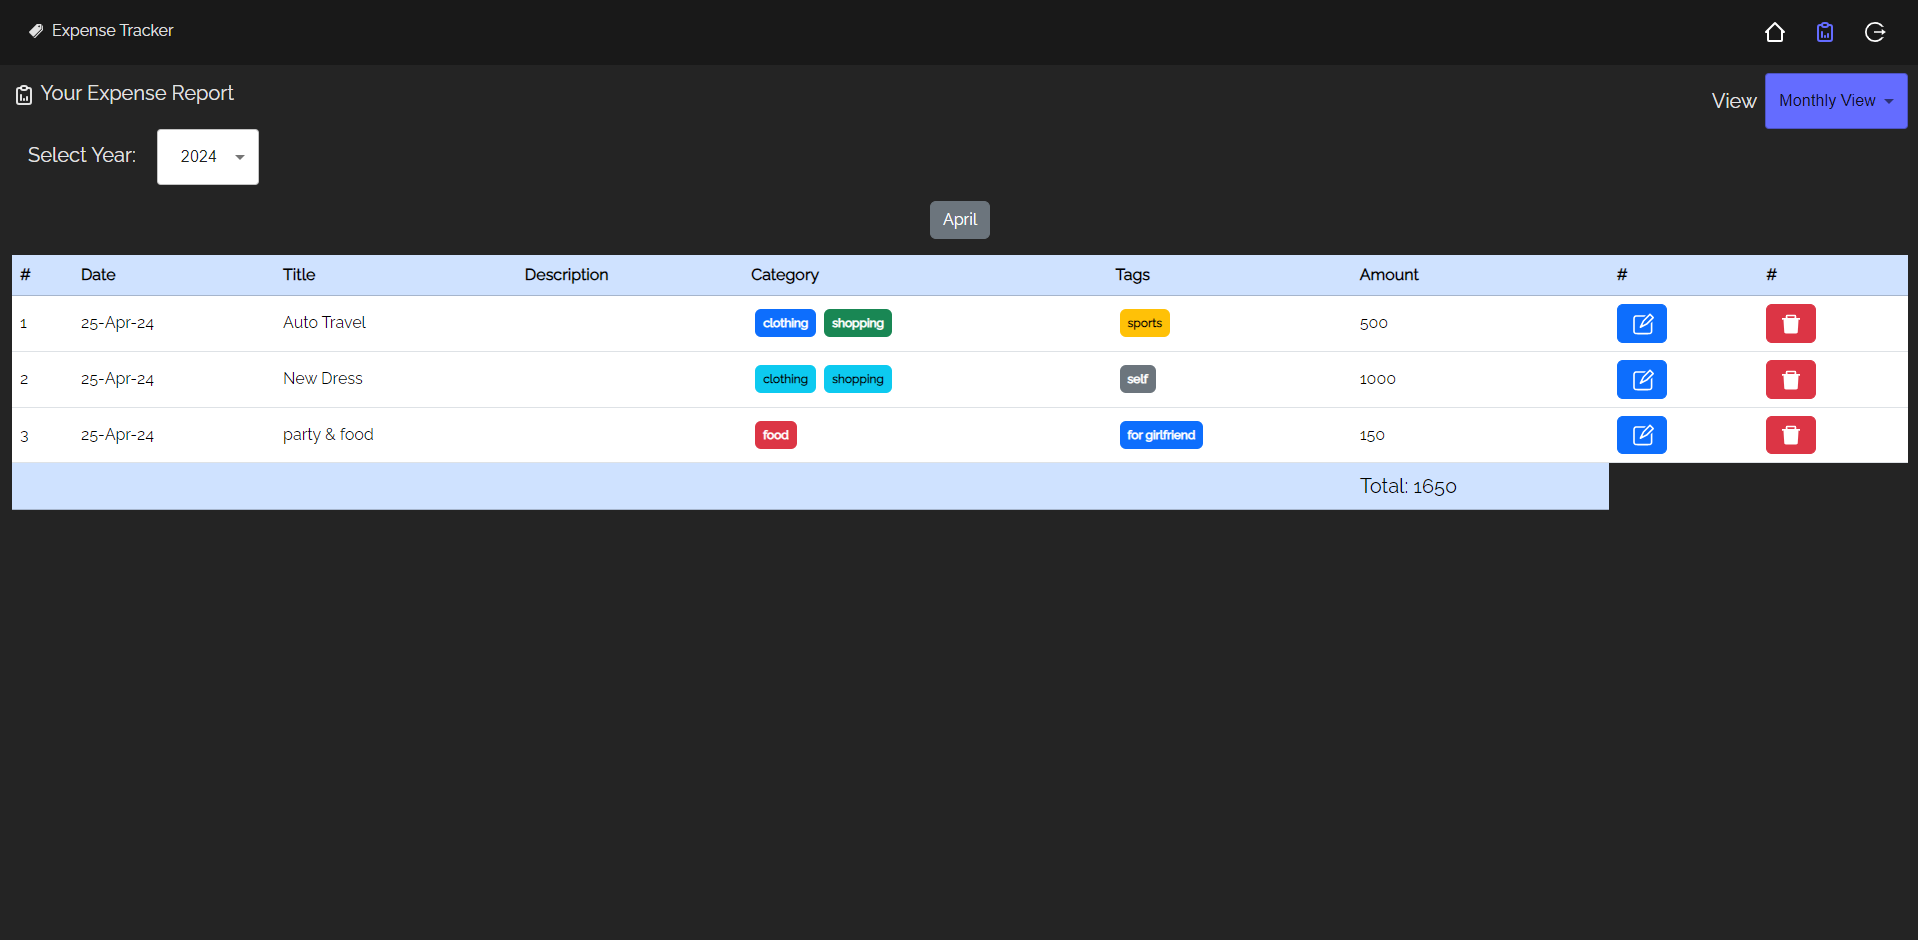 Expense Tracker
Your Expense Report
View Monthly View
Select Year: 2024
April
# Date Title Description Category Tags Amount # #
1 25-Apr-24 Auto Travel clothing shopping sports 500
2 25-Apr-24 New Dress clothing shopping self 1000
3 25-Apr-24 party & food food for girlfriend 150
Total: 1650